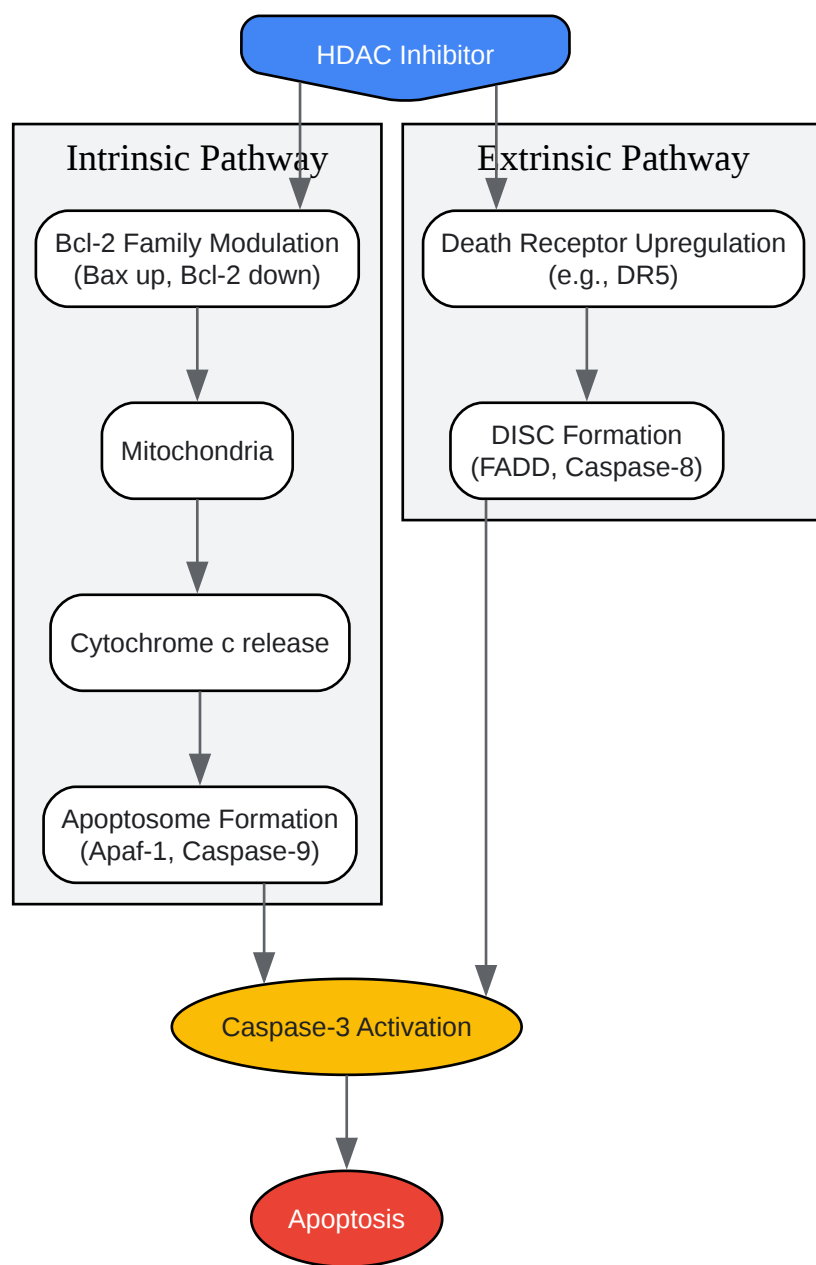 HDAC Inhibitor
Intrinsic Pathway
Bcl-2 Family Modulation
(Bax up, Bcl-2 down)
Mitochondria
Cytochrome c release
Apoptosome Formation
(Apaf-1, Caspase-9)
Extrinsic Pathway
Death Receptor Upregulation
(e.g., DR5)
DISC Formation
(FADD, Caspase-8)
Caspase-3 Activation
Apoptosis